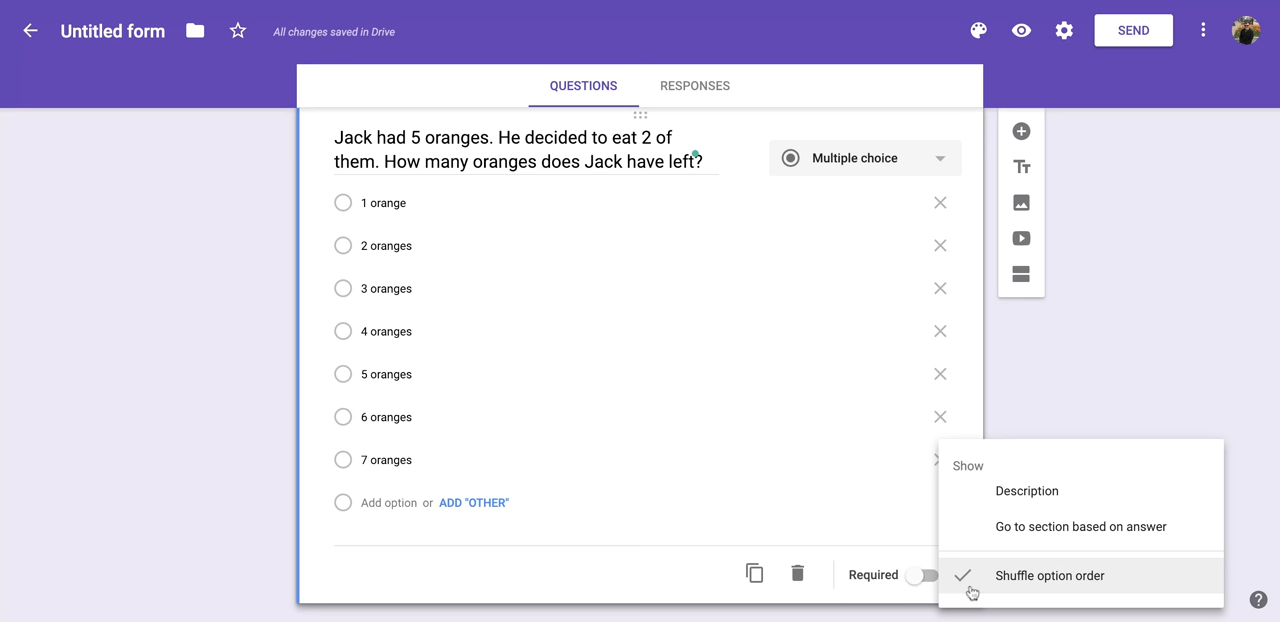 Untitled form
All changes saved in Drive
SEND
QUESTIONS
RESPONSES
Jack had 5 oranges. He decided to eat 2 of
them. How many oranges does Jack have left?
Multiple choice
1 orange
2 oranges
3 oranges
4 oranges
5 oranges
6 oranges
7 oranges
Add option or ADD "OTHER"
Required
Show
Description
Go to section based on answer
Shuffle option order